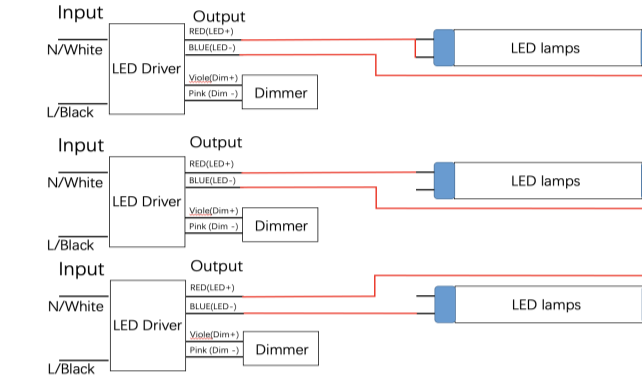 Input
Output
RED(LED+)
BLUE(LED-)
N/White
LED Driver
LED lamps
Viole(Dim+)
Pink (Dim -)
Dimmer
L/Black
Input
Output
RED(LED+)
BLUE(LED-)
N/White
LED Driver
LED lamps
Viole(Dim+)
Pink (Dim -)
Dimmer
L/Black
Input
Output
RED(LED+)
BLUE(LED-)
N/White
LED Driver
LED lamps
Viole(Dim+)
Pink (Dim -)
Dimmer
L/Black